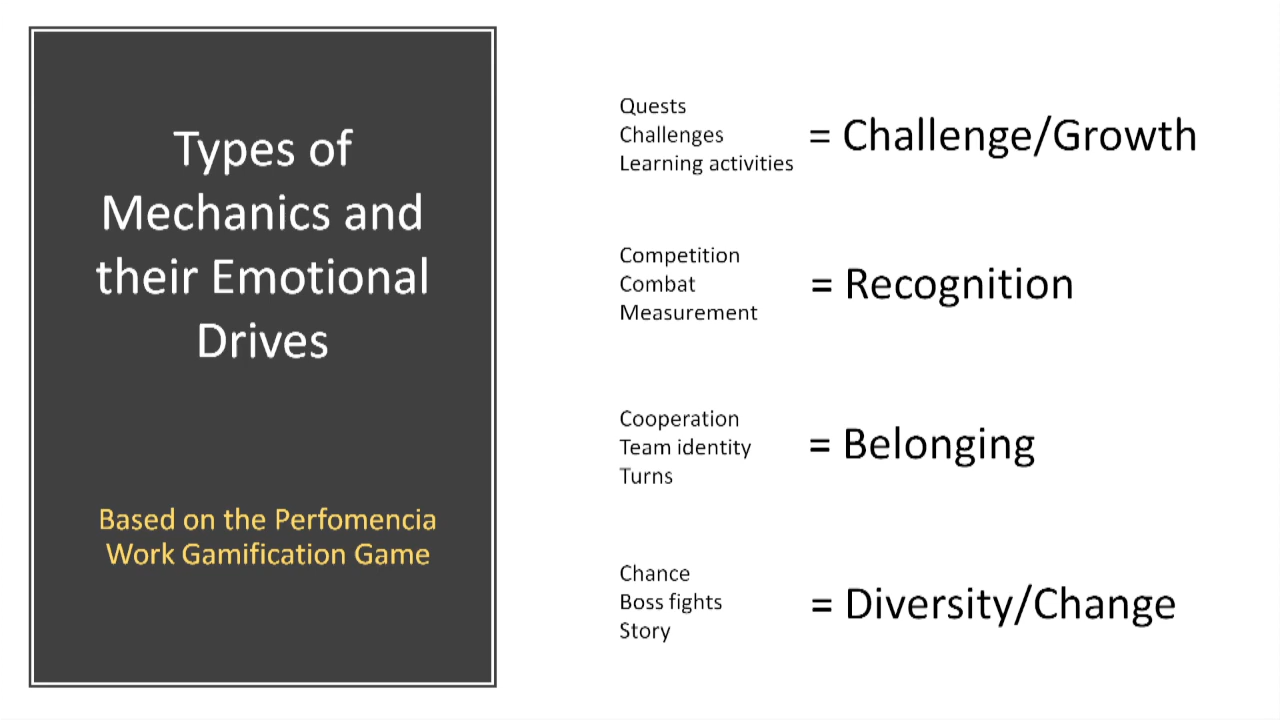 Types of
Mechanics and
their Emotional
Drives
Based on the Perfomencia
Work Gamification Game
Quests
Challenges
Learning activities
= Challenge/Growth
Competition
Combat
Measurement
= Recognition
Cooperation
Team identity
Turns
= Belonging
Chance
Boss fights
Story
= Diversity/Change